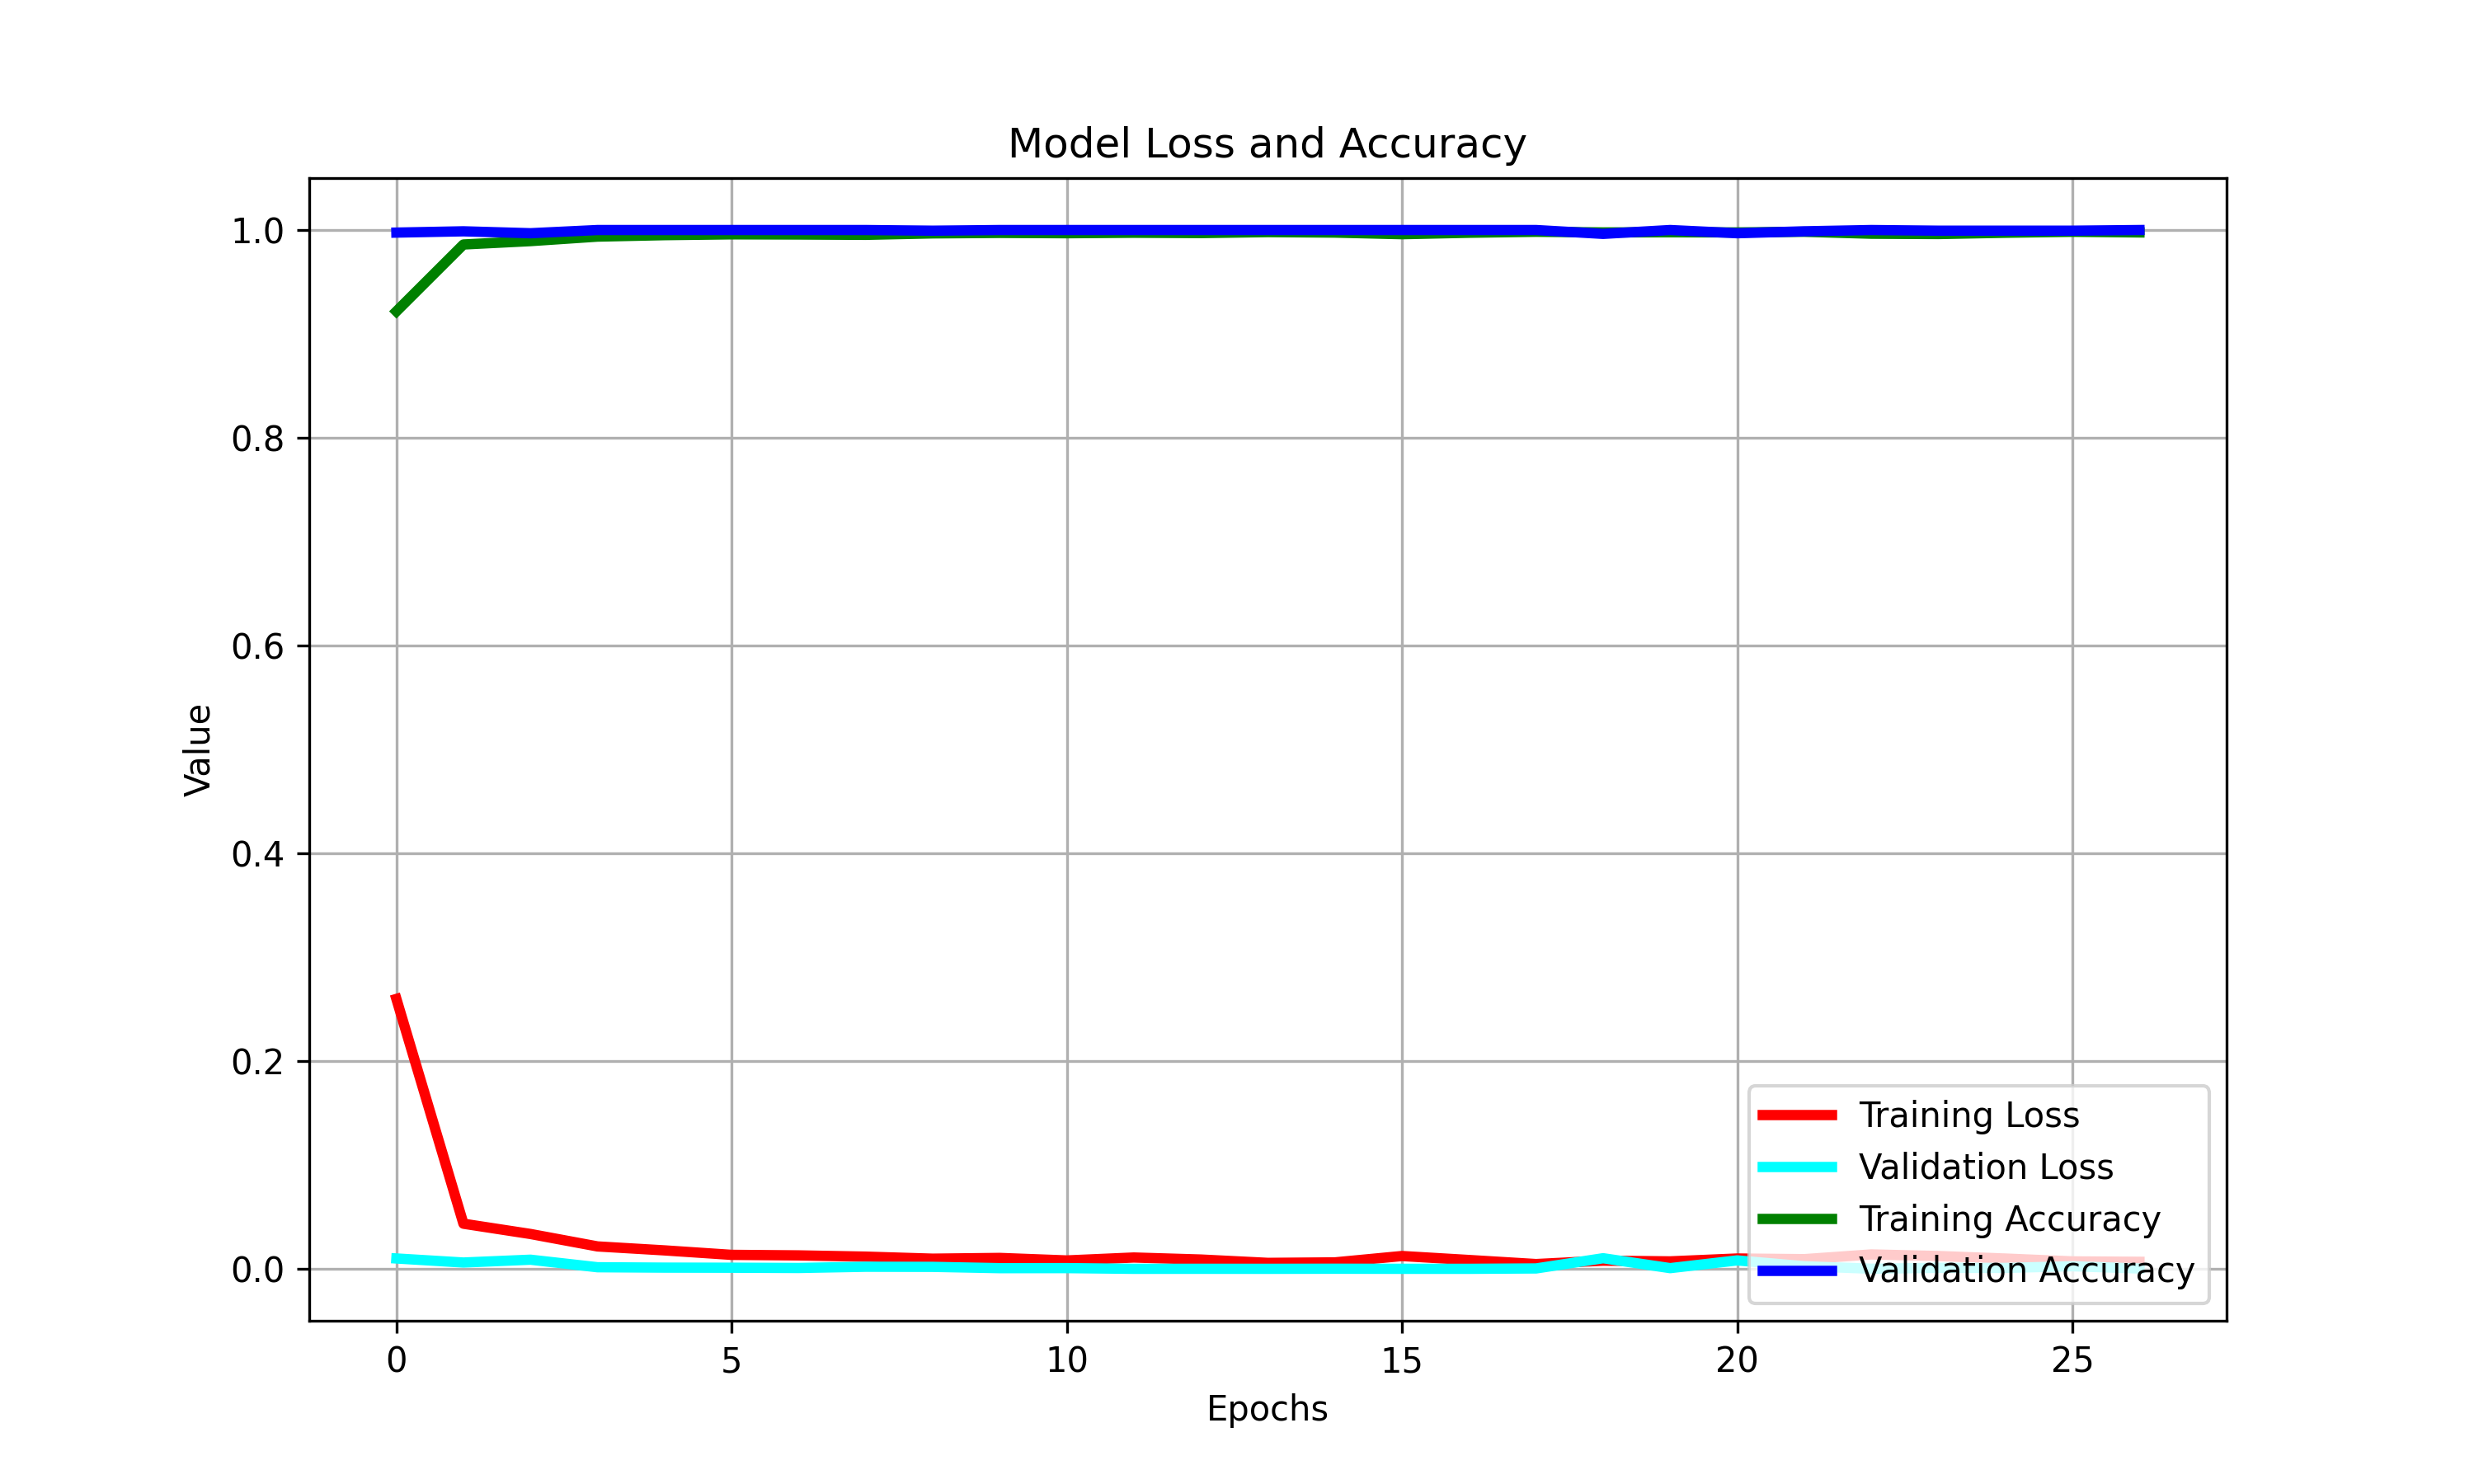 Model Loss and Accuracy
1.0
0.8
0.6
0.4
0.2
0.0
Value
Training Loss
Validation Loss
Training Accuracy
Validation Accuracy
0 5 10 15 20 25
Epochs